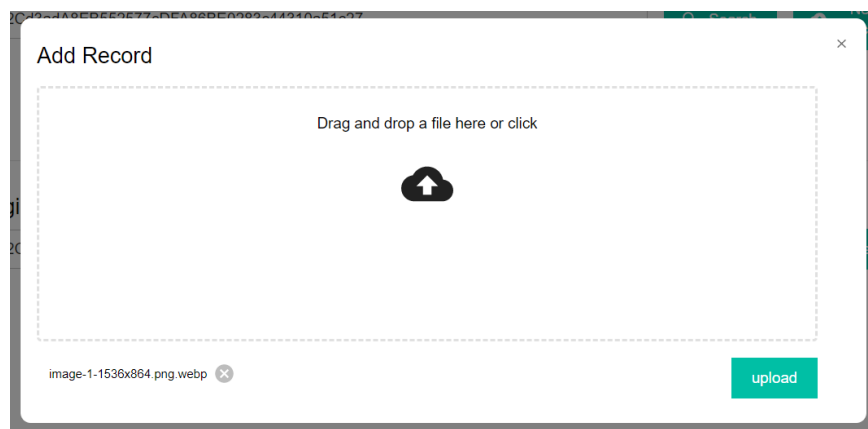 Add Record
×
Drag and drop a file here or click
image-1-1536x864.png.webp
upload